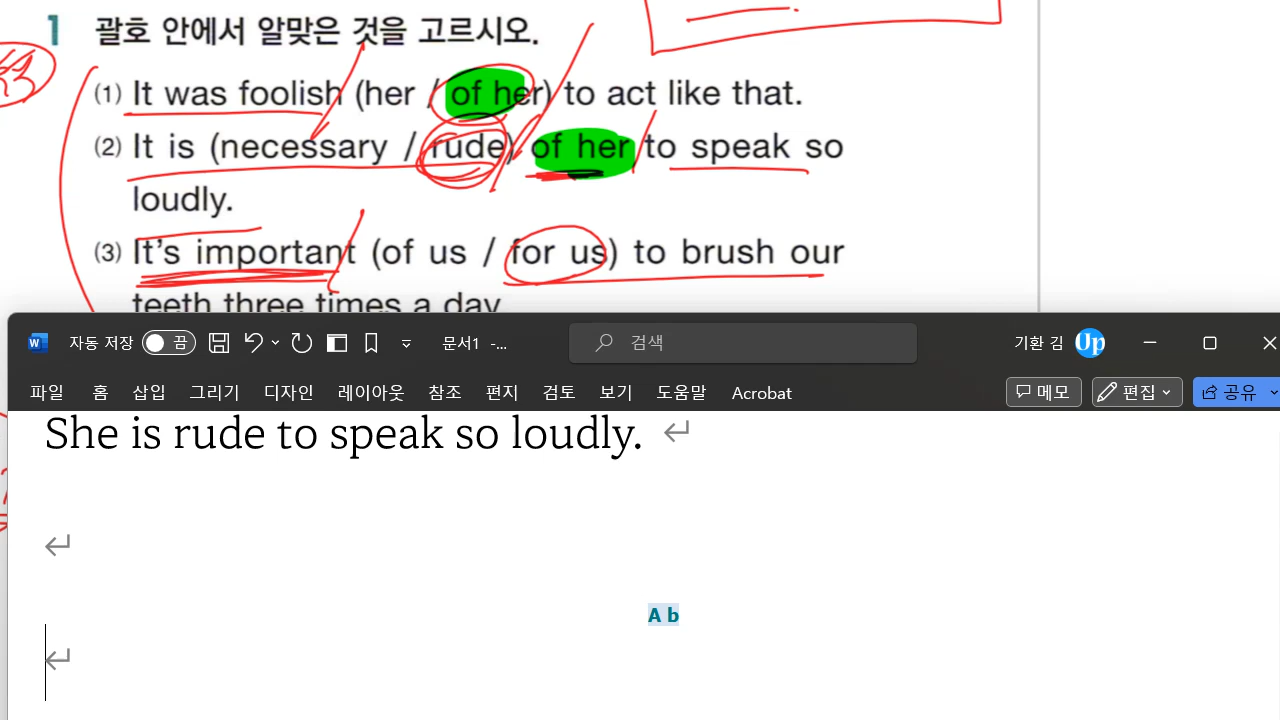 1 괄호 안에서 알맞은 것을 고르시오.
(1) It was foolish (her / of her) to act like that.
(2) It is (necessary / rude) of her to speak so
loudly.
(3) It's important (of us / for us) to brush our
teeth three times a day
자동 저장 끔 문서1 -... 검색 기환 김 Up
파일 홈 삽입 그리기 디자인 레이아웃 참조 편지 검토 보기 도움말 Acrobat 메모 편집 공유
She is rude to speak so loudly.
A b